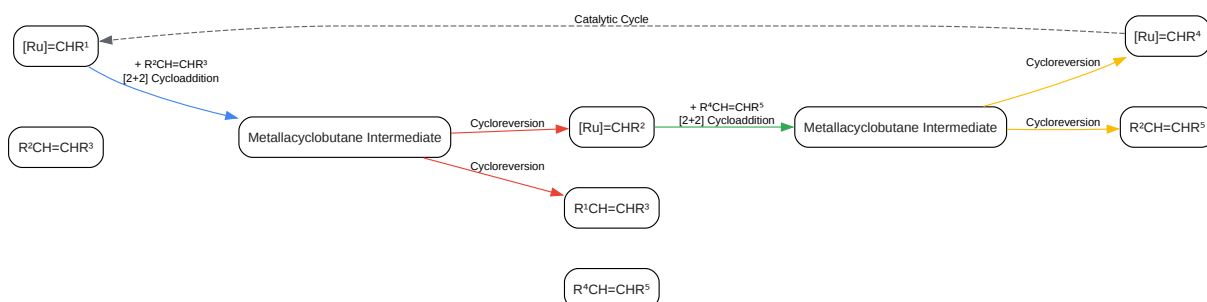 Catalytic Cycle
[Ru]=CHR¹
[Ru]=CHR⁴
+ R²CH=CHR³
[2+2] Cycloaddition
Cycloreversion
R²CH=CHR³
Metallacyclobutane Intermediate
Cycloreversion
[Ru]=CHR²
+ R⁴CH=CHR⁵
[2+2] Cycloaddition
Metallacyclobutane Intermediate
Cycloreversion
R²CH=CHR⁵
Cycloreversion
R¹CH=CHR³
R⁴CH=CHR⁵